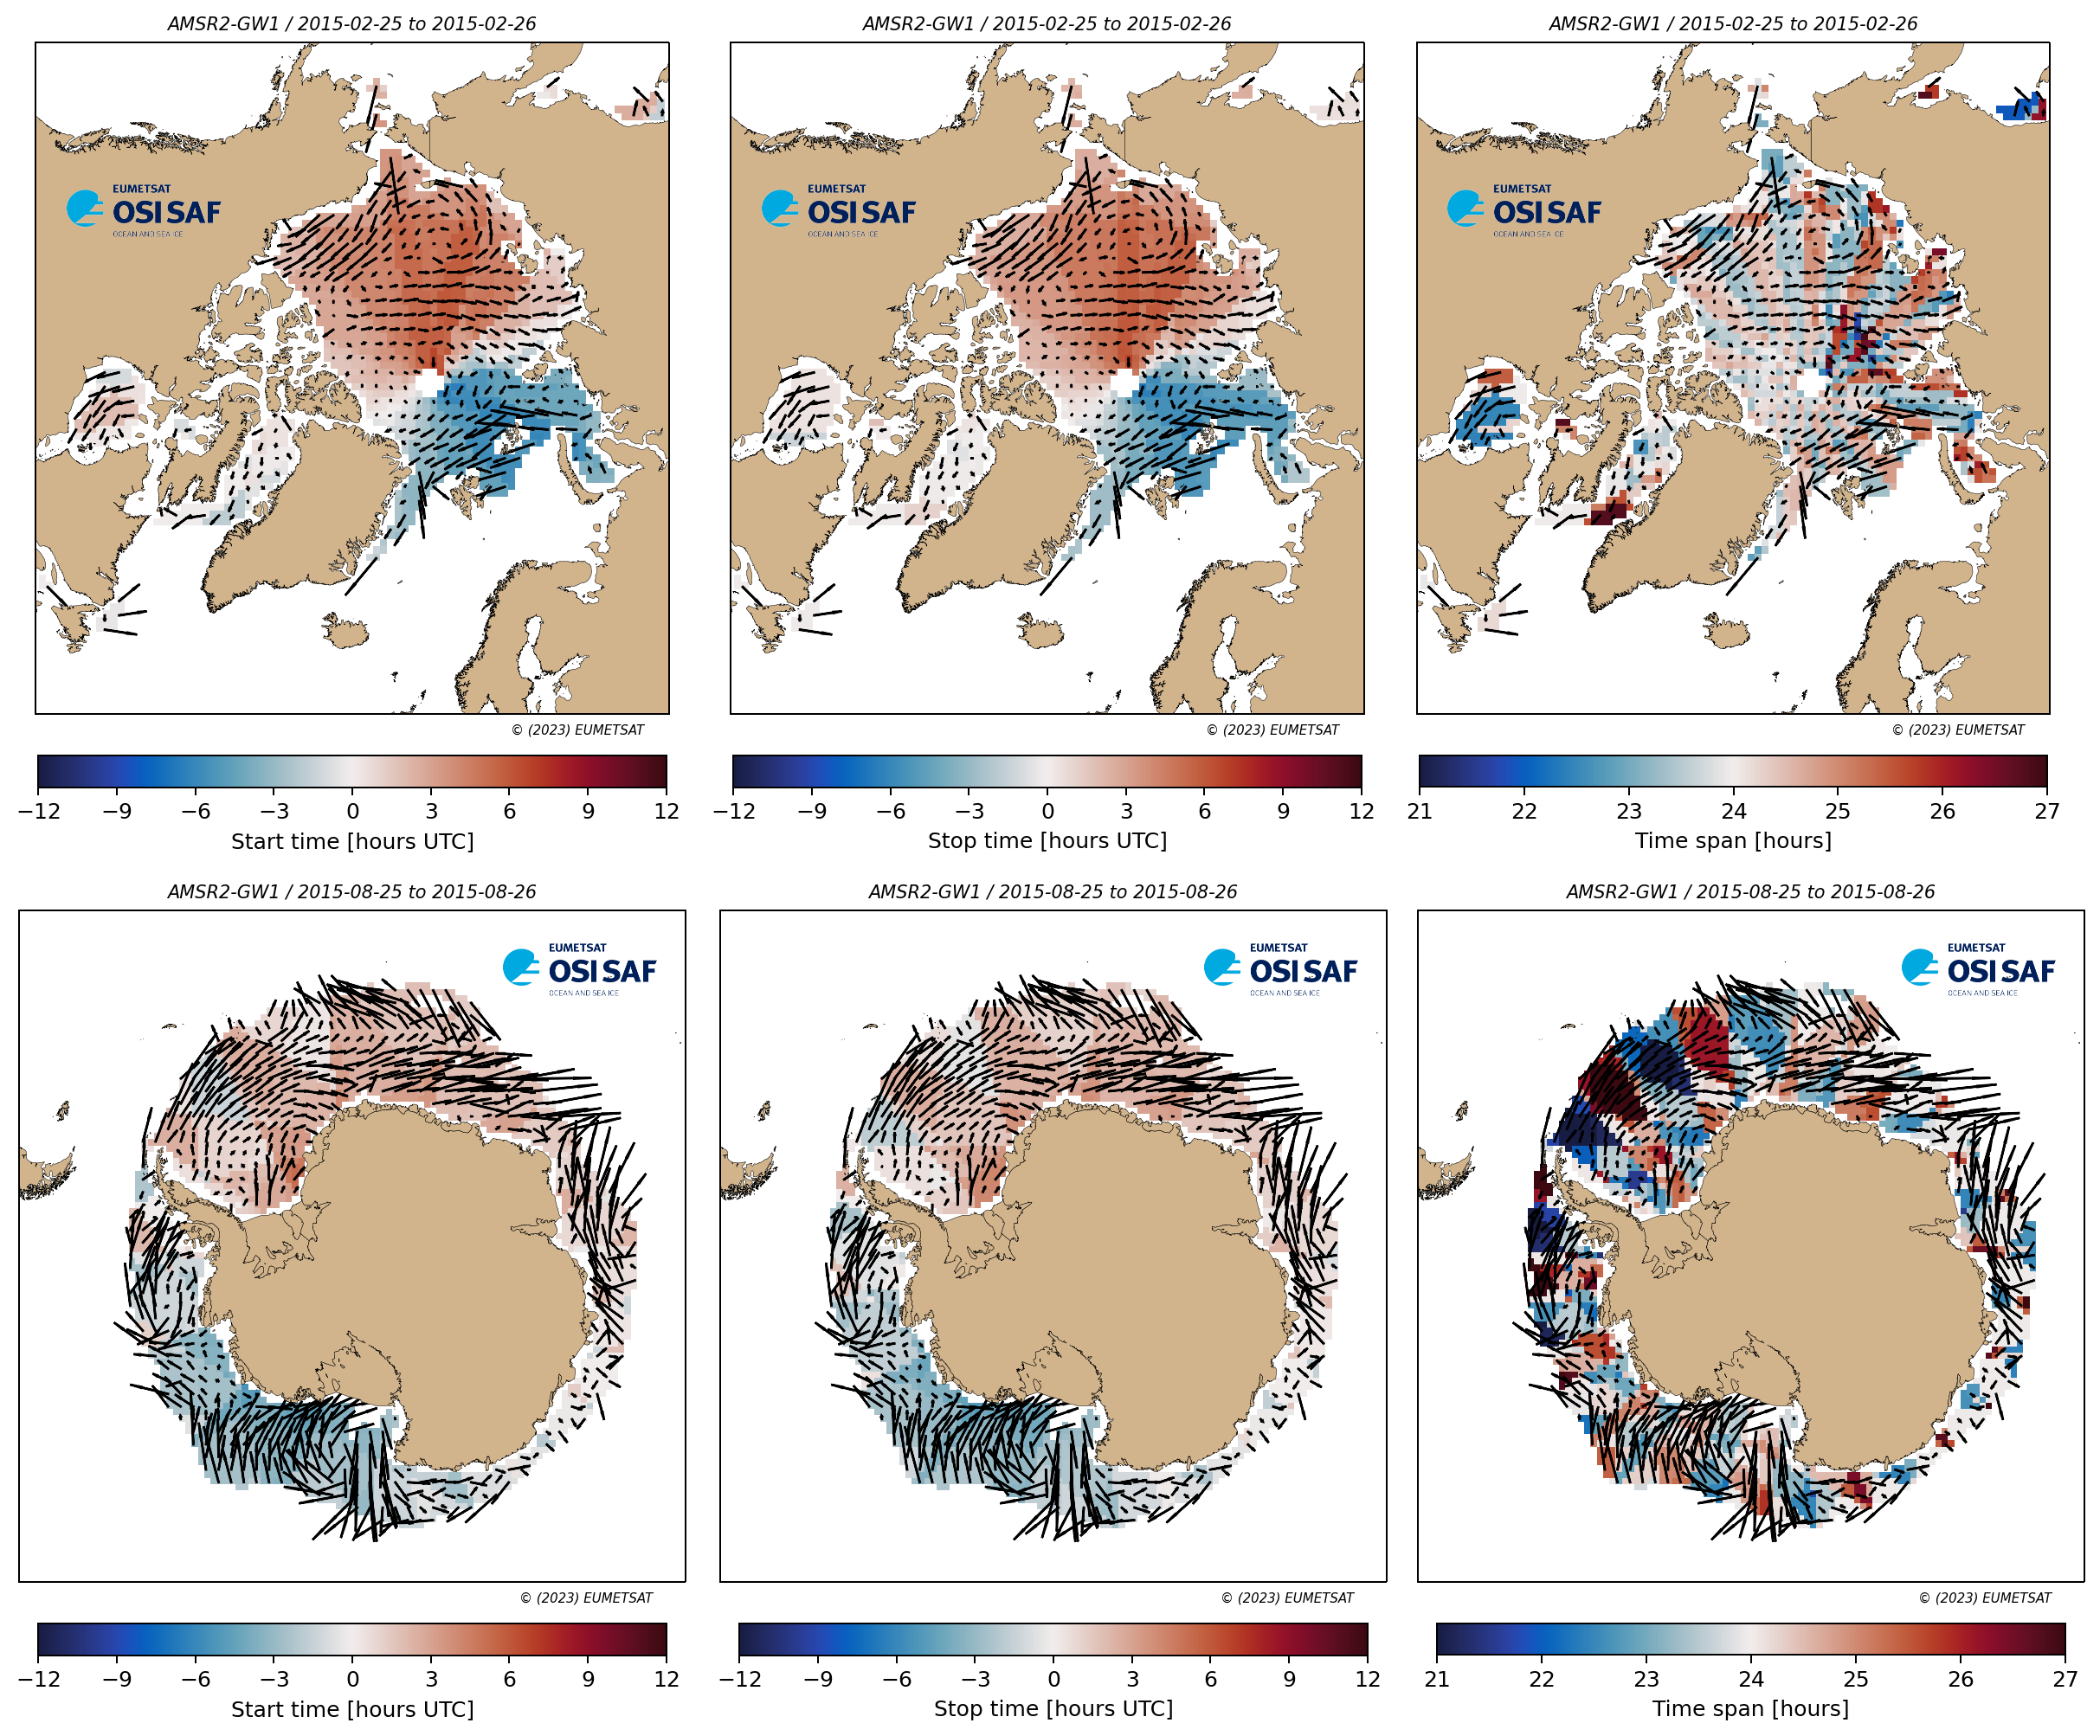 AMSR2-GW1 / 2015-02-25 to 2015-02-26
EUMETSAT
OSI SAF
OCEAN AND SEA ICE
© (2023) EUMETSAT
−12 −9 −6 −3 0 3 6 9 12
Start time [hours UTC]
AMSR2-GW1 / 2015-02-25 to 2015-02-26
EUMETSAT
OSI SAF
OCEAN AND SEA ICE
© (2023) EUMETSAT
−12 −9 −6 −3 0 3 6 9 12
Stop time [hours UTC]
AMSR2-GW1 / 2015-02-25 to 2015-02-26
EUMETSAT
OSI SAF
OCEAN AND SEA ICE
© (2023) EUMETSAT
21 22 23 24 25 26 27
Time span [hours]
AMSR2-GW1 / 2015-08-25 to 2015-08-26
EUMETSAT
OSI SAF
OCEAN AND SEA ICE
© (2023) EUMETSAT
−12 −9 −6 −3 0 3 6 9 12
Start time [hours UTC]
AMSR2-GW1 / 2015-08-25 to 2015-08-26
EUMETSAT
OSI SAF
OCEAN AND SEA ICE
© (2023) EUMETSAT
−12 −9 −6 −3 0 3 6 9 12
Stop time [hours UTC]
AMSR2-GW1 / 2015-08-25 to 2015-08-26
EUMETSAT
OSI SAF
OCEAN AND SEA ICE
© (2023) EUMETSAT
21 22 23 24 25 26 27
Time span [hours]